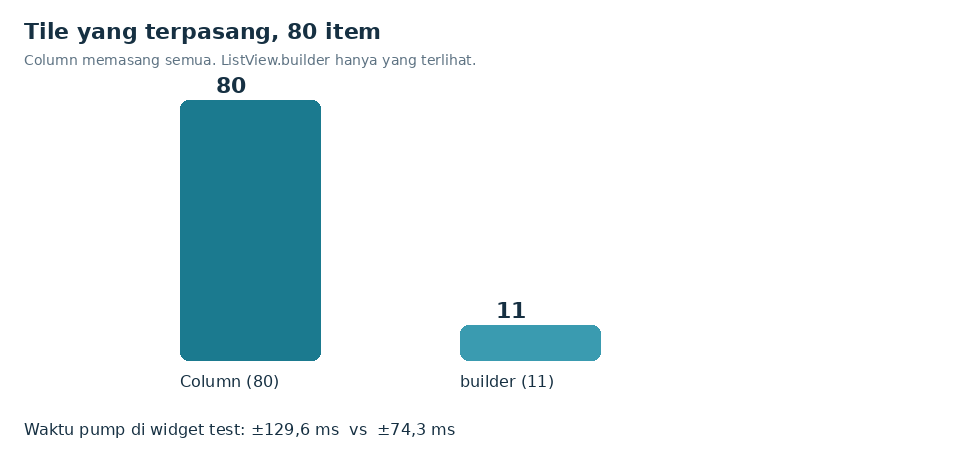 Tile yang terpasang, 80 item
Column memasang semua. ListView.builder hanya yang terlihat.
80
11
Column (80)
builder (11)
Waktu pump di widget test: ±129,6 ms  vs  ±74,3 ms